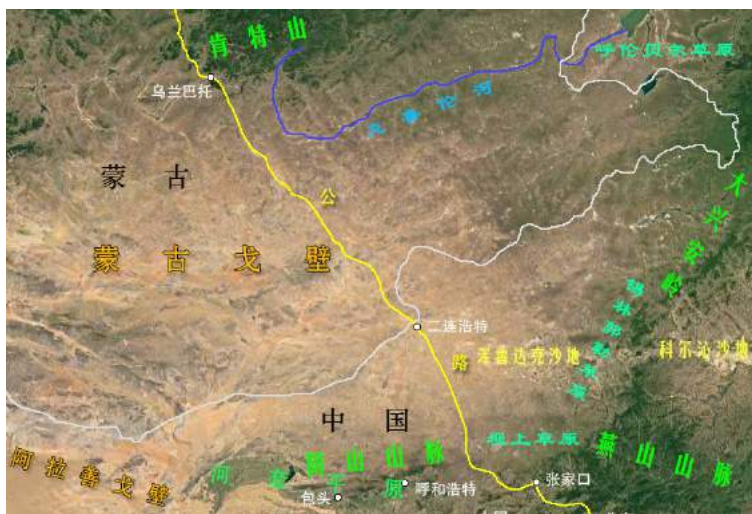 肯特山
呼伦贝尔草原
乌兰巴托
克鲁伦河
蒙古
公
大兴安岭
蒙古戈壁
锡林郭勒草原
二连浩特
路
浑善达克沙地
科尔沁沙地
中国
坝上草原
燕山山脉
阴山山脉
阿拉善戈壁
河套平原
包头
呼和浩特
张家口